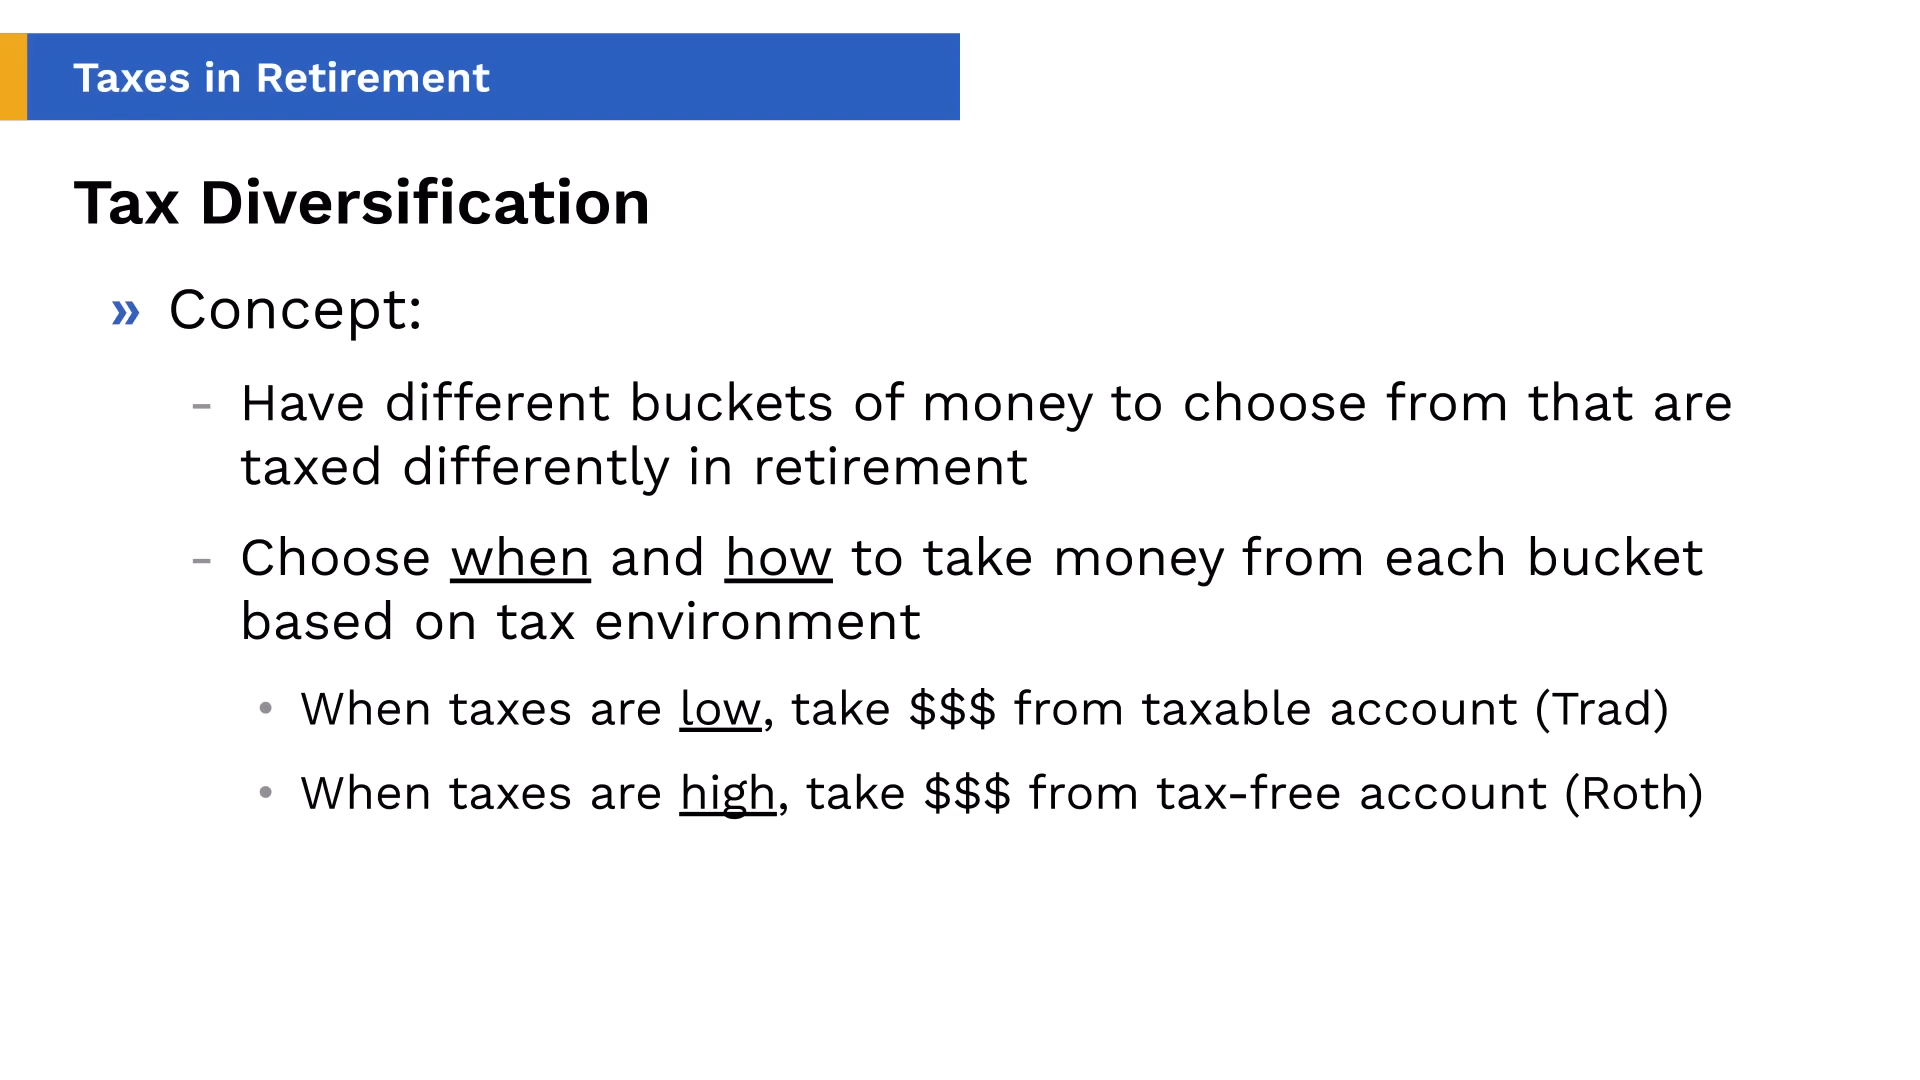 Taxes in Retirement
Tax Diversification
» Concept:
- Have different buckets of money to choose from that are
taxed differently in retirement
- Choose when and how to take money from each bucket
based on tax environment
• When taxes are low, take $$$ from taxable account (Trad)
• When taxes are high, take $$$ from tax-free account (Roth)